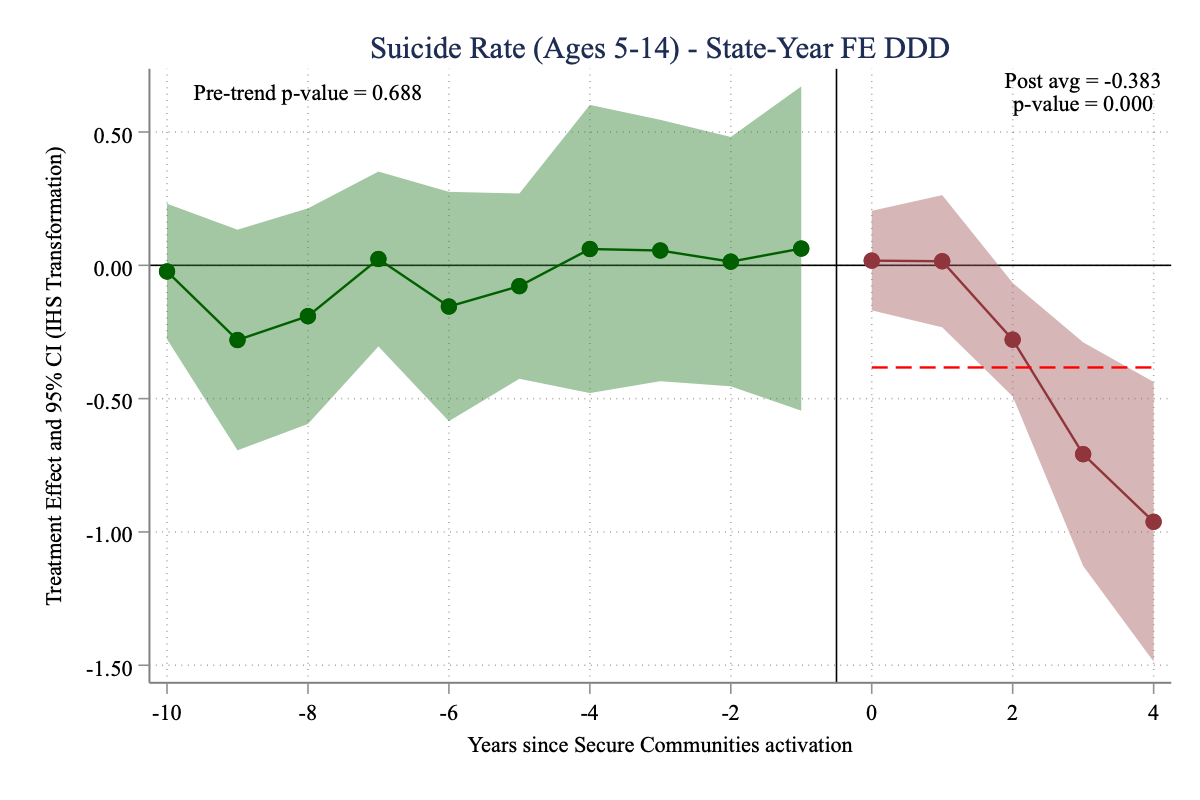 Suicide Rate (Ages 5-14) - State-Year FE DDD
Pre-trend p-value = 0.688
Post avg = -0.383
p-value = 0.000
Treatment Effect and 95% CI (IHS Transformation)
0.50
0.00
-0.50
-1.00
-1.50
-10 -8 -6 -4 -2 0 2 4
Years since Secure Communities activation